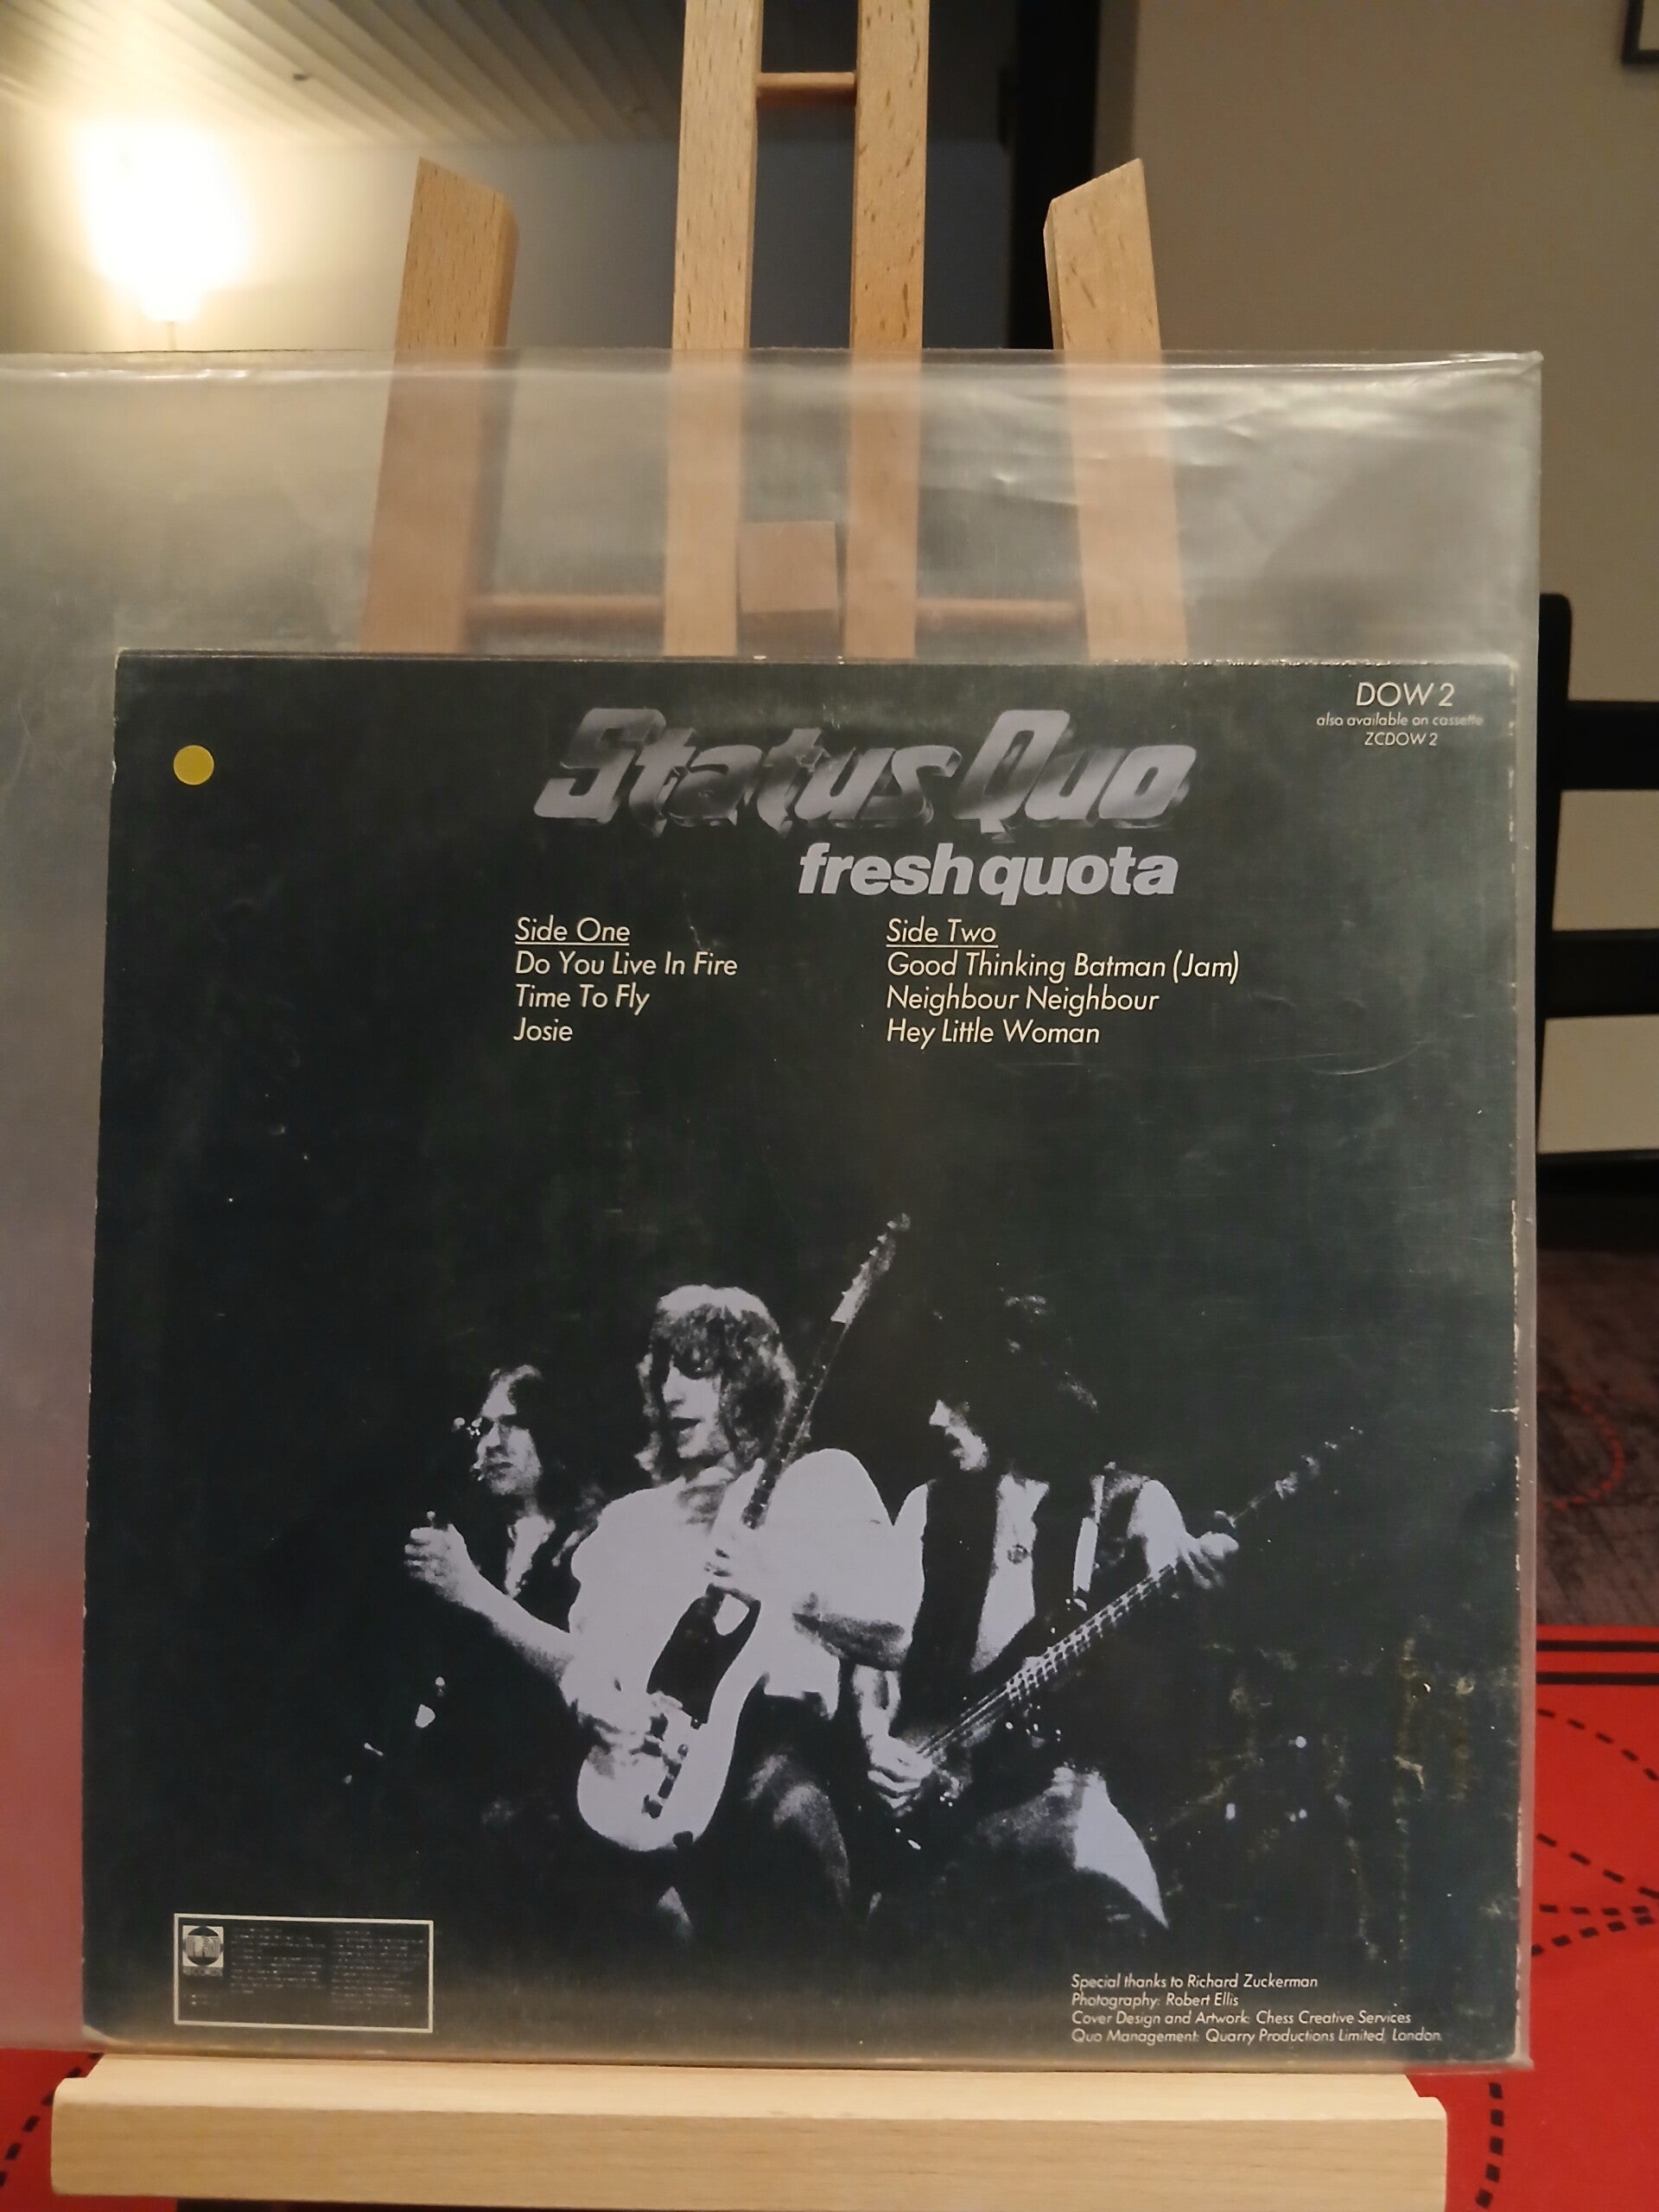 DOW 2
also available on cassette
ZCDOW 2
Status Quo
fresh quota
Side One
Do You Live In Fire
Time To Fly
Josie
Side Two
Good Thinking Batman (Jam)
Neighbour Neighbour
Hey Little Woman
RECORDS
Special thanks to Richard Zuckerman
Photography: Robert Ellis
Cover Design and Artwork: Chess Creative Services
Quo Management: Quarry Productions Limited, London.